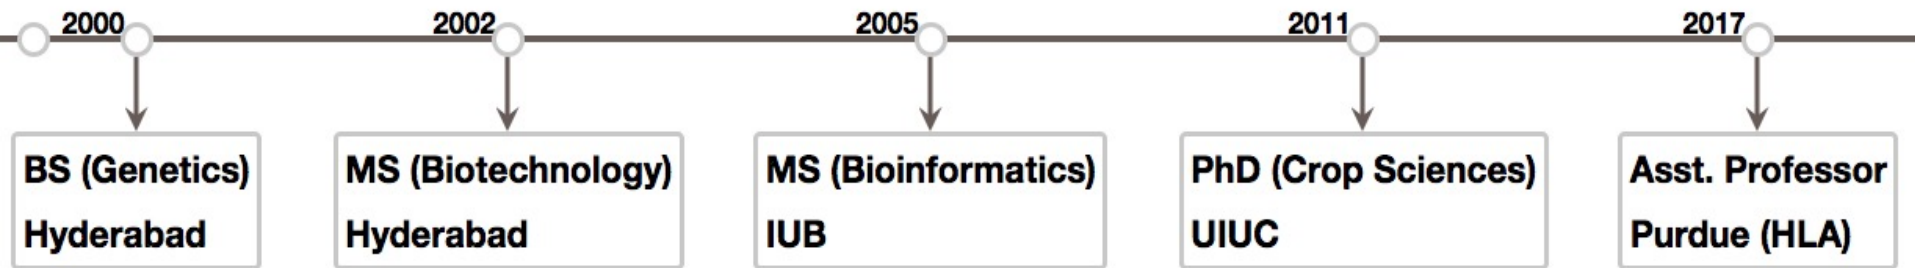 2000 2002 2005 2011 2017
BS (Genetics)
Hyderabad
MS (Biotechnology)
Hyderabad
MS (Bioinformatics)
IUB
PhD (Crop Sciences)
UIUC
Asst. Professor
Purdue (HLA)